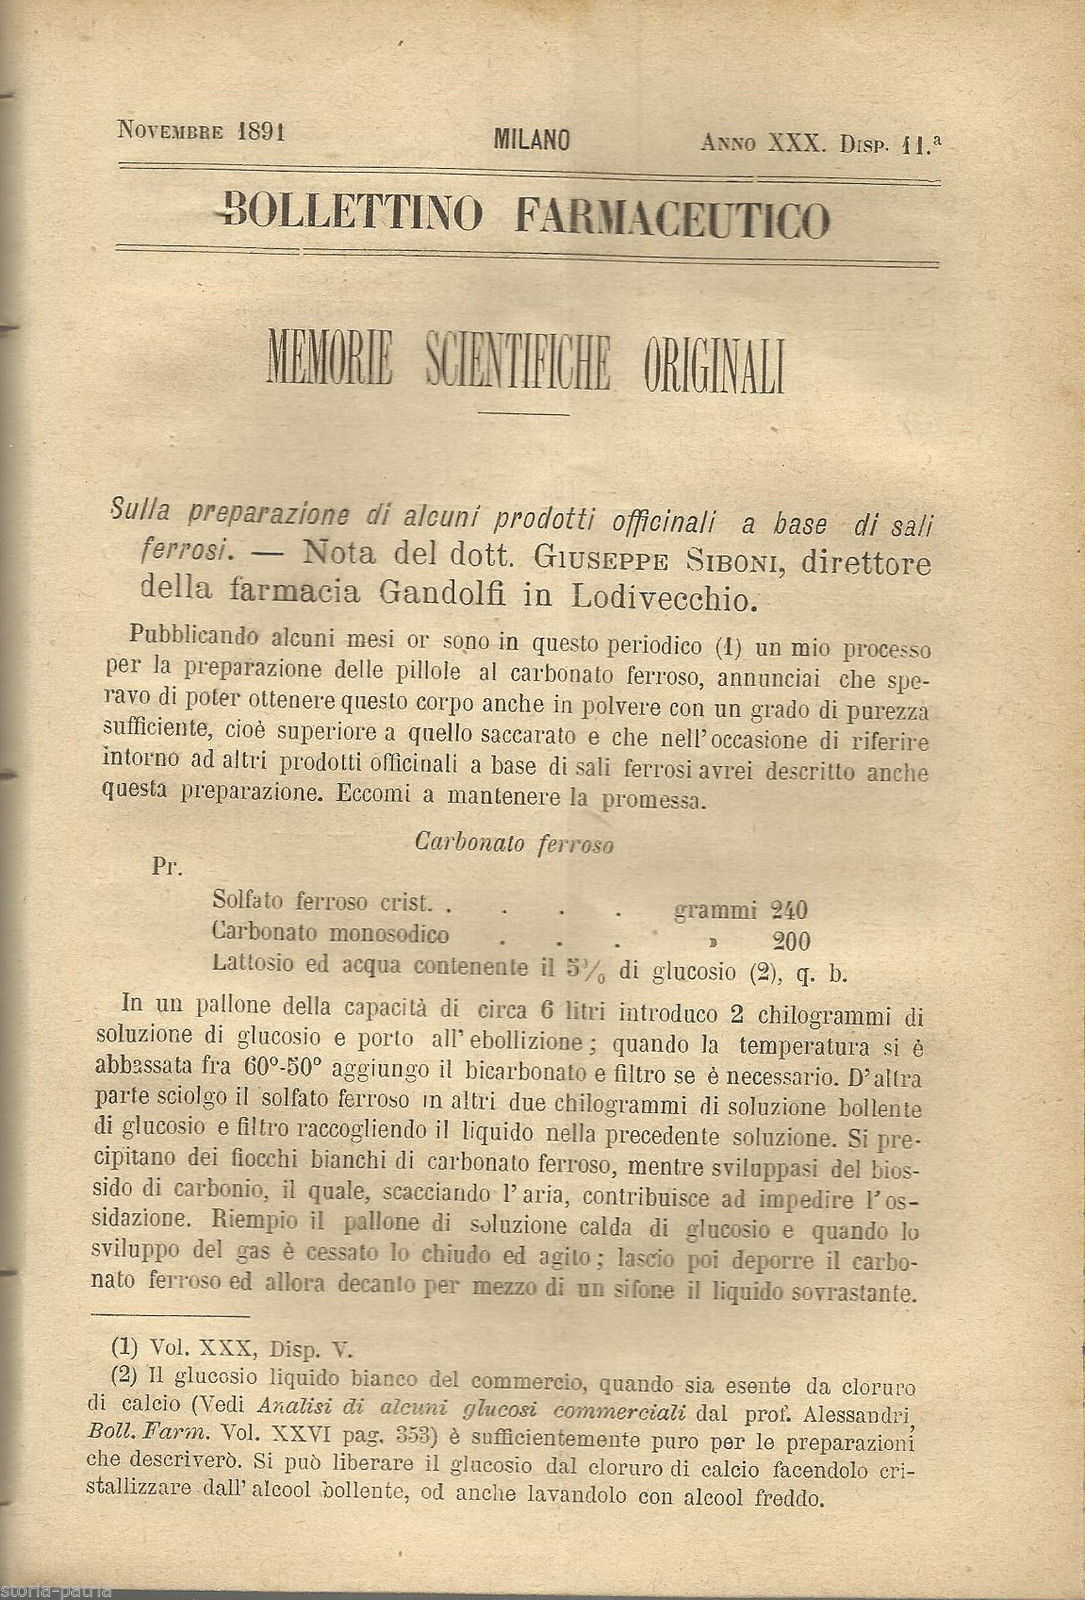 NOVEMBRE 1891 MILANO ANNO XXX. DISP. 11.ª
BOLLETTINO FARMACEUTICO
MEMORIE SCIENTIFICHE ORIGINALI
Sulla preparazione di alcuni prodotti officinali a base di sali
ferrosi. — Nota del dott. GIUSEPPE SIBONI, direttore
della farmacia Gandolfi in Lodivecchio.
Pubblicando alcuni mesi or sono in questo periodico (1) un mio processo
per la preparazione delle pillole al carbonato ferroso, annunciai che spe-
ravo di poter ottenere questo corpo anche in polvere con un grado di purezza
sufficiente, cioè superiore a quello saccarato e che nell'occasione di riferire
intorno ad altri prodotti officinali a base di sali ferrosi avrei descritto anche
questa preparazione. Eccomi a mantenere la promessa.
Carbonato ferroso
Pr.
Solfato ferroso crist. . . . . grammi 240
Carbonato monosodico . . . » 200
Lattosio ed acqua contenente il 5% di glucosio (2), q. b.
In un pallone della capacità di circa 6 litri introduco 2 chilogrammi di
soluzione di glucosio e porto all'ebollizione; quando la temperatura si è
abbassata fra 60°-50° aggiungo il bicarbonato e filtro se è necessario. D'altra
parte sciolgo il solfato ferroso in altri due chilogrammi di soluzione bollente
di glucosio e filtro raccogliendo il liquido nella precedente soluzione. Si pre-
cipitano dei fiocchi bianchi di carbonato ferroso, mentre sviluppasi del bios-
sido di carbonio, il quale, scacciando l'aria, contribuisce ad impedire l'os-
sidazione. Riempio il pallone di soluzione calda di glucosio e quando lo
sviluppo del gas è cessato lo chiudo ed agito; lascio poi deporre il carbo-
nato ferroso ed allora decanto per mezzo di un sifone il liquido sovrastante.
(1) Vol. XXX, Disp. V.
(2) Il glucosio liquido bianco del commercio, quando sia esente da cloruro
di calcio (Vedi Analisi di alcuni glucosi commerciali dal prof. Alessandri,
Boll. Farm. Vol. XXVI pag. 353) è sufficientemente puro per le preparazioni
che descriverò. Si può liberare il glucosio dal cloruro di calcio facendolo cri-
stallizzare dall'alcool bollente, od anche lavandolo con alcool freddo.
storia-patria